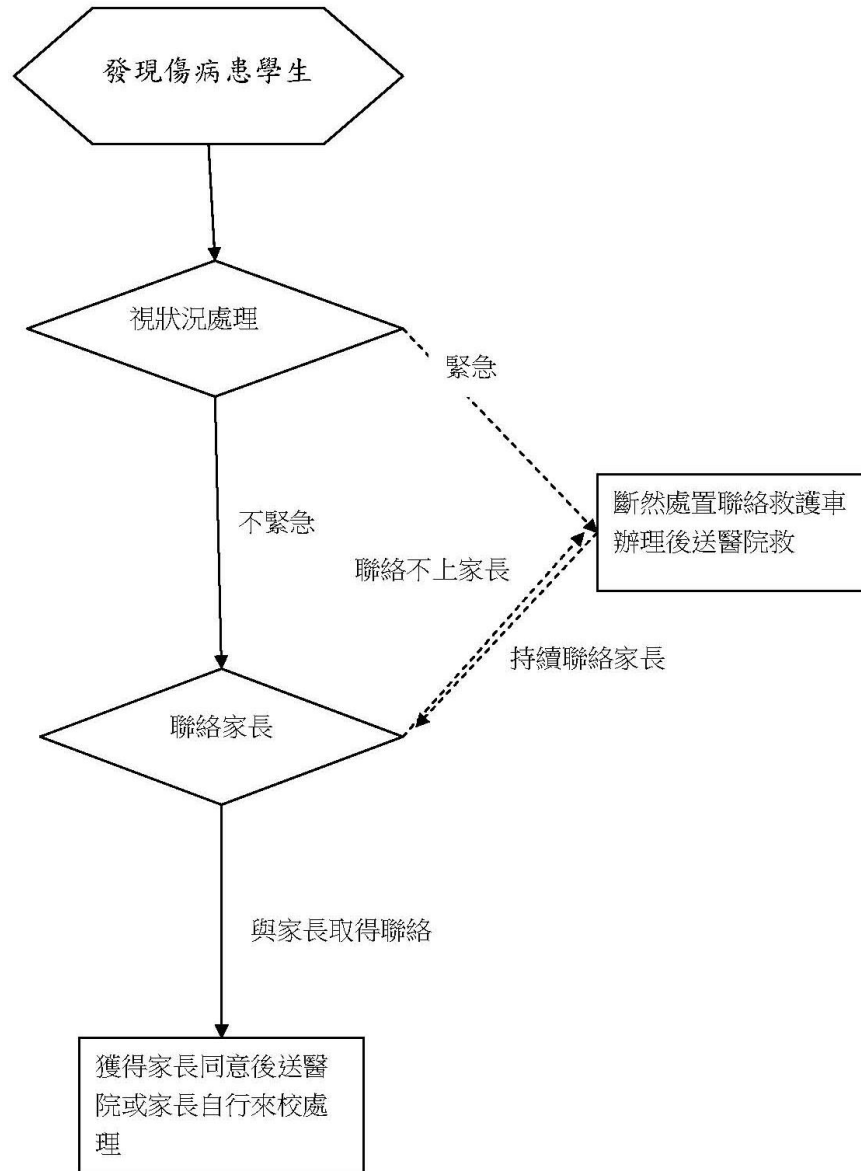 發現傷病患學生
視狀況處理
緊急
斷然處置聯絡救護車
辦理後送醫院救
不緊急
聯絡不上家長
持續聯絡家長
聯絡家長
與家長取得聯絡
獲得家長同意後送醫
院或家長自行來校處
理